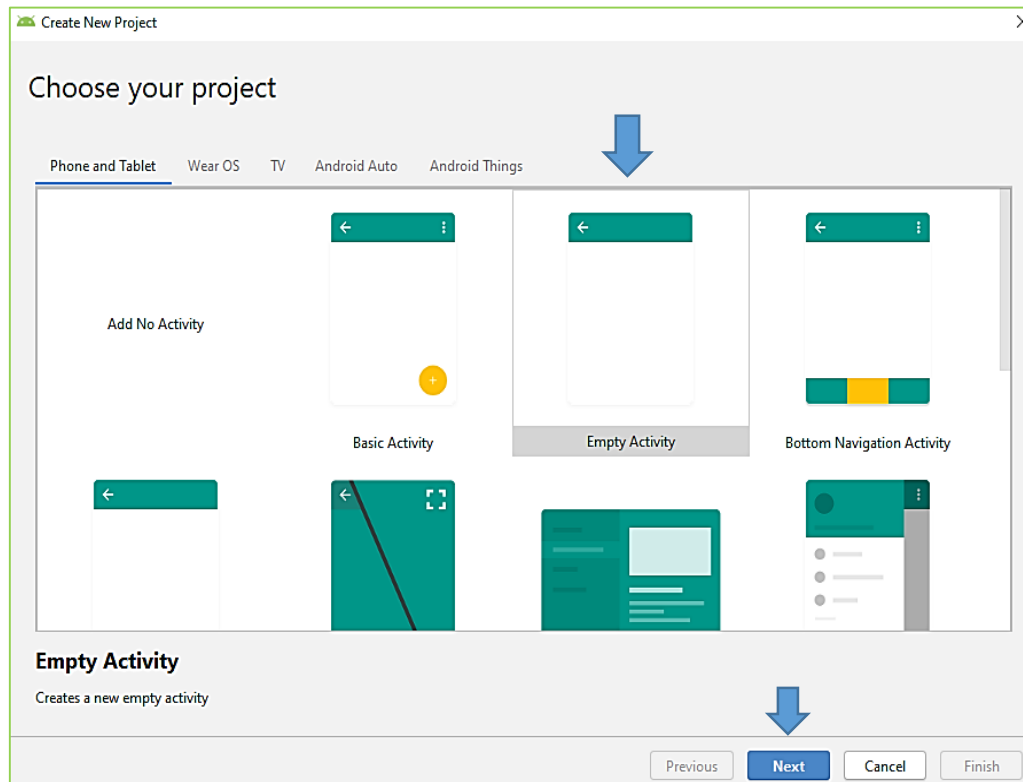 Create New Project
Choose your project
Phone and Tablet Wear OS TV Android Auto Android Things
Add No Activity
Basic Activity
Empty Activity
Bottom Navigation Activity
Empty Activity
Creates a new empty activity
Previous Next Cancel Finish